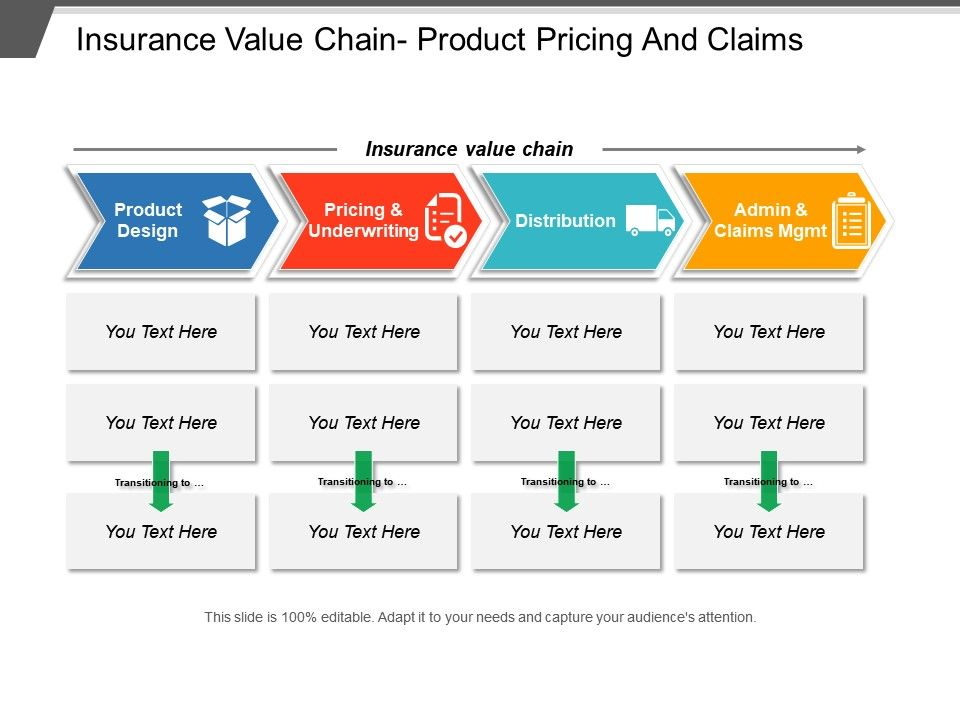 Insurance Value Chain- Product Pricing And Claims
Insurance value chain
Product
Design
Pricing &
Underwriting
Distribution
Admin &
Claims Mgmt
You Text Here
You Text Here
You Text Here
You Text Here
You Text Here
You Text Here
You Text Here
You Text Here
Transitioning to ...
Transitioning to ...
Transitioning to ...
Transitioning to ...
You Text Here
You Text Here
You Text Here
You Text Here
This slide is 100% editable. Adapt it to your needs and capture your audience's attention.